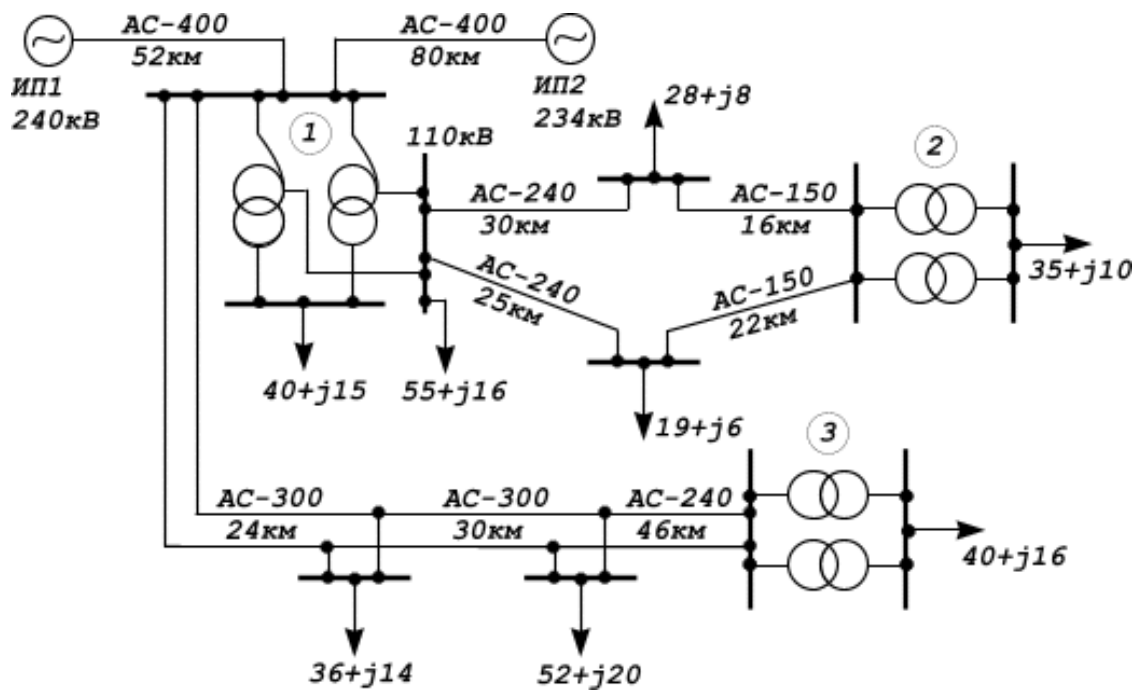 АС-400
52км
ИП1
240кВ
АС-400
80км
ИП2
234кВ
1
110кВ
28+j8
2
АС-240
30км
АС-150
16км
35+j10
АС-240
25км
АС-150
22км
40+j15
55+j16
19+j6
3
АС-300
24км
АС-300
30км
АС-240
46км
40+j16
36+j14
52+j20